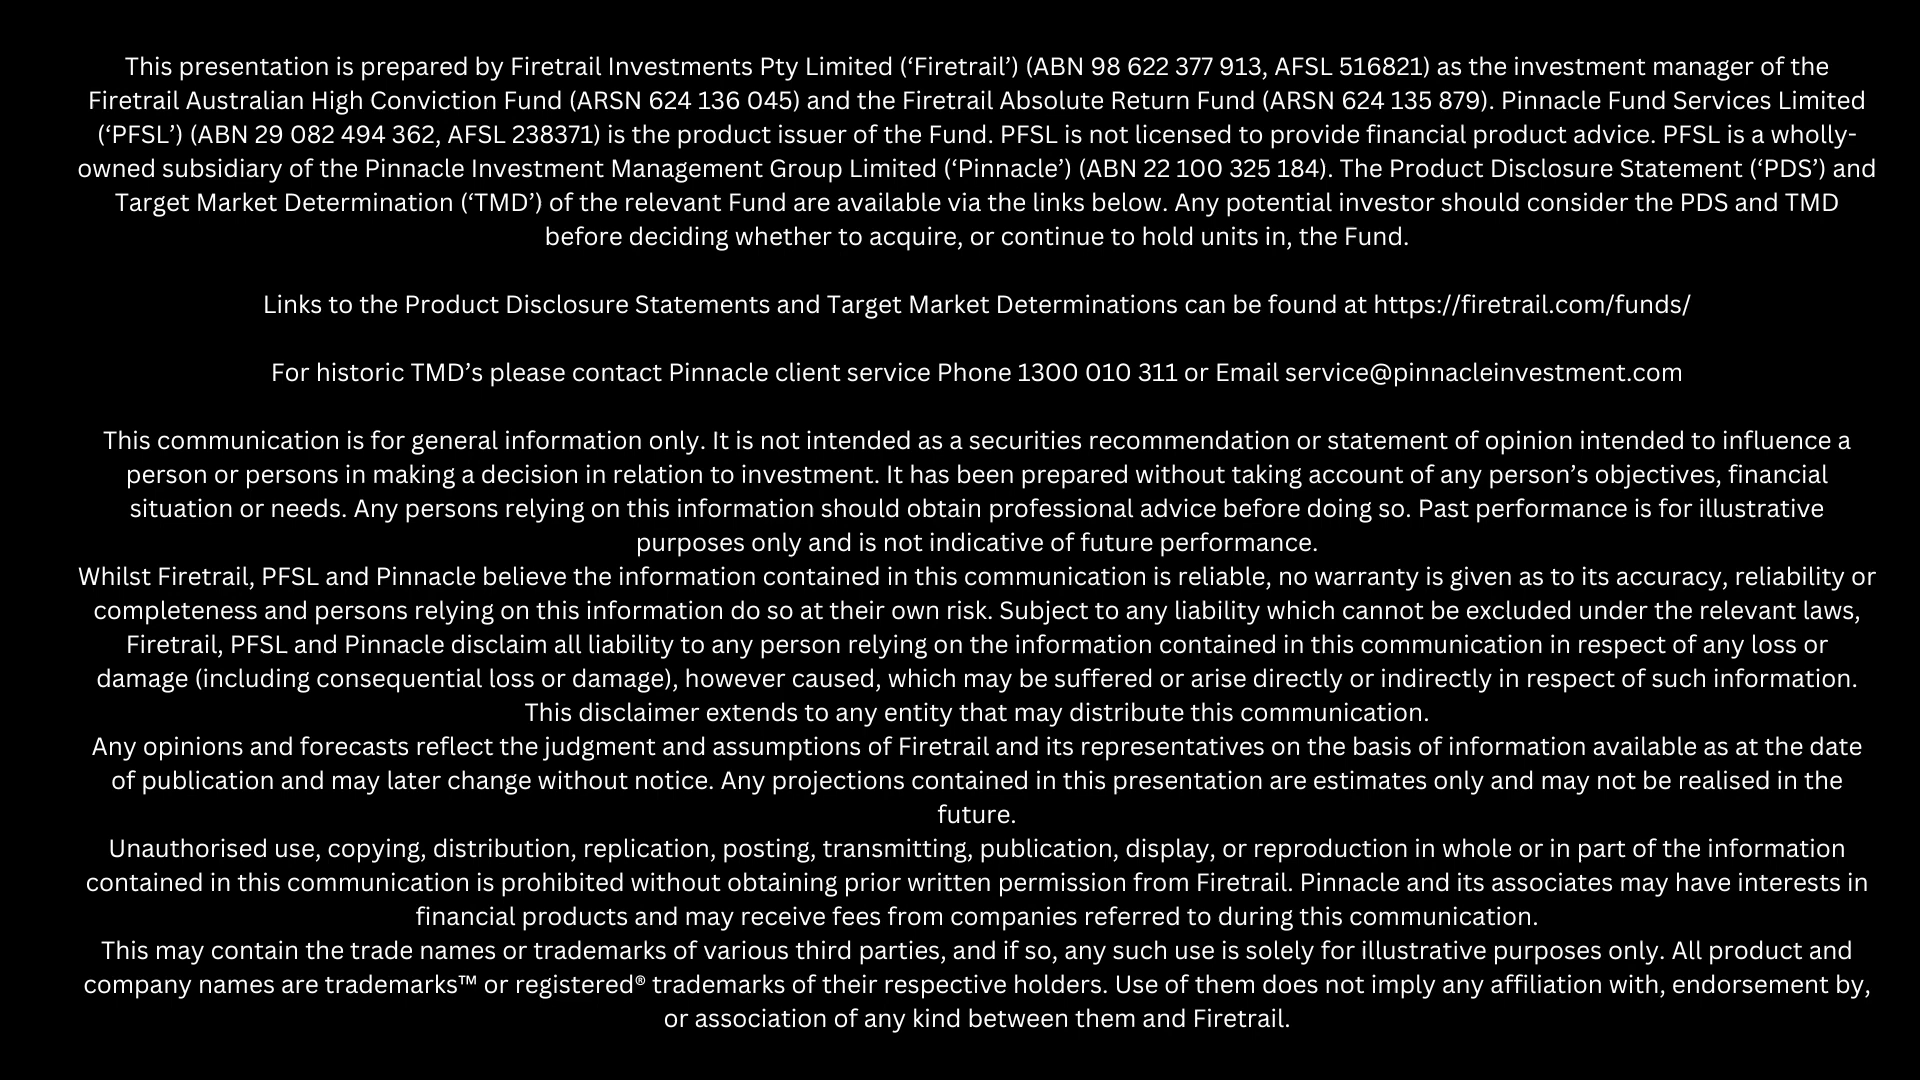 This presentation is prepared by Firetrail Investments Pty Limited (‘Firetrail’) (ABN 98 622 377 913, AFSL 516821) as the investment manager of the
Firetrail Australian High Conviction Fund (ARSN 624 136 045) and the Firetrail Absolute Return Fund (ARSN 624 135 879). Pinnacle Fund Services Limited
(‘PFSL’) (ABN 29 082 494 362, AFSL 238371) is the product issuer of the Fund. PFSL is not licensed to provide financial product advice. PFSL is a wholly-
owned subsidiary of the Pinnacle Investment Management Group Limited (‘Pinnacle’) (ABN 22 100 325 184). The Product Disclosure Statement (‘PDS’) and
Target Market Determination (‘TMD’) of the relevant Fund are available via the links below. Any potential investor should consider the PDS and TMD
before deciding whether to acquire, or continue to hold units in, the Fund.
Links to the Product Disclosure Statements and Target Market Determinations can be found at https://firetrail.com/funds/
For historic TMD’s please contact Pinnacle client service Phone 1300 010 311 or Email service@pinnacleinvestment.com
This communication is for general information only. It is not intended as a securities recommendation or statement of opinion intended to influence a
person or persons in making a decision in relation to investment. It has been prepared without taking account of any person’s objectives, financial
situation or needs. Any persons relying on this information should obtain professional advice before doing so. Past performance is for illustrative
purposes only and is not indicative of future performance.
Whilst Firetrail, PFSL and Pinnacle believe the information contained in this communication is reliable, no warranty is given as to its accuracy, reliability or
completeness and persons relying on this information do so at their own risk. Subject to any liability which cannot be excluded under the relevant laws,
Firetrail, PFSL and Pinnacle disclaim all liability to any person relying on the information contained in this communication in respect of any loss or
damage (including consequential loss or damage), however caused, which may be suffered or arise directly or indirectly in respect of such information.
This disclaimer extends to any entity that may distribute this communication.
Any opinions and forecasts reflect the judgment and assumptions of Firetrail and its representatives on the basis of information available as at the date
of publication and may later change without notice. Any projections contained in this presentation are estimates only and may not be realised in the
future.
Unauthorised use, copying, distribution, replication, posting, transmitting, publication, display, or reproduction in whole or in part of the information
contained in this communication is prohibited without obtaining prior written permission from Firetrail. Pinnacle and its associates may have interests in
financial products and may receive fees from companies referred to during this communication.
This may contain the trade names or trademarks of various third parties, and if so, any such use is solely for illustrative purposes only. All product and
company names are trademarks™ or registered® trademarks of their respective holders. Use of them does not imply any affiliation with, endorsement by,
or association of any kind between them and Firetrail.